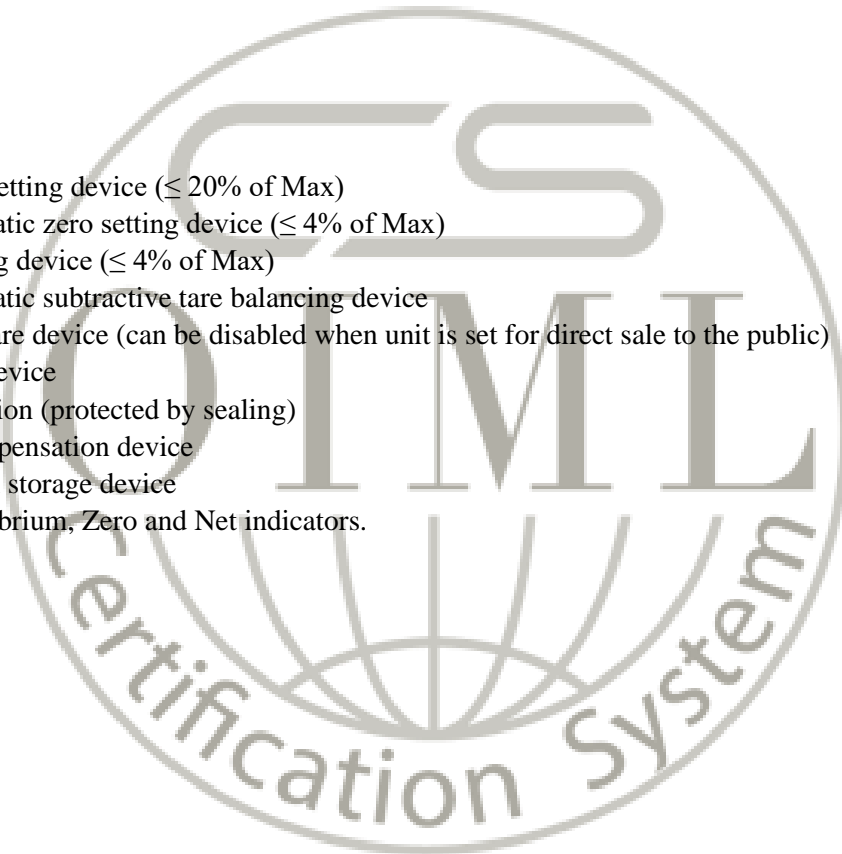 etting device (≤ 20% of Max)
atic zero setting device (≤ 4% of Max)
g device (≤ 4% of Max)
atic subtractive tare balancing device
are device (can be disabled when unit is set for direct sale to the public)
evice
ion (protected by sealing)
pensation device
storage device
brium, Zero and Net indicators.
CS
OIML
Certification System